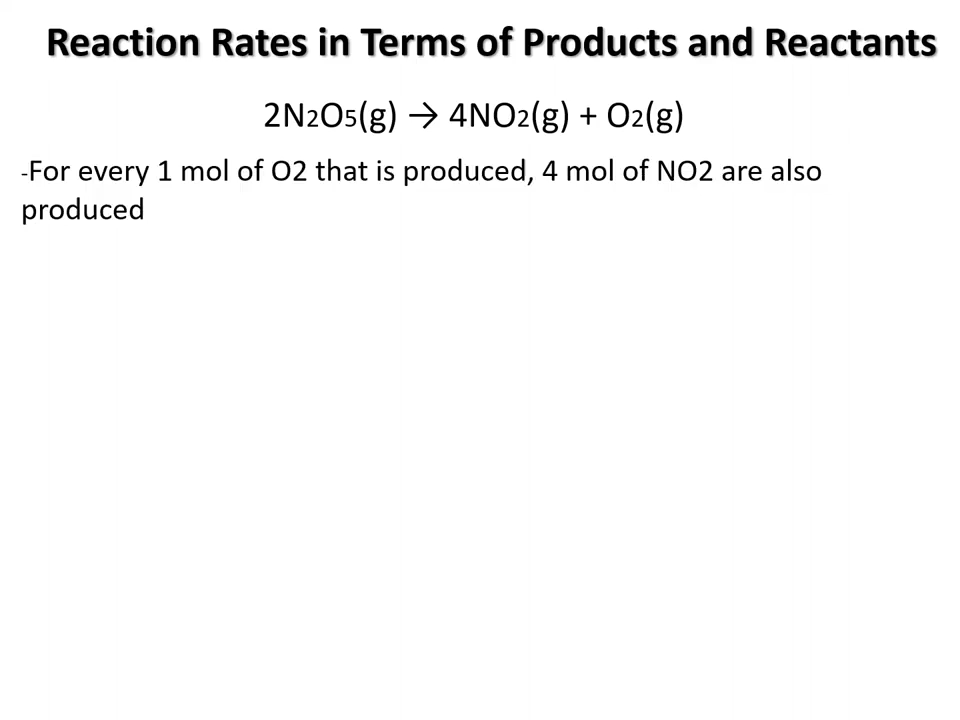 Reaction Rates in Terms of Products and Reactants
2N2O5(g) → 4NO2(g) + O2(g)
-For every 1 mol of O2 that is produced, 4 mol of NO2 are also
produced